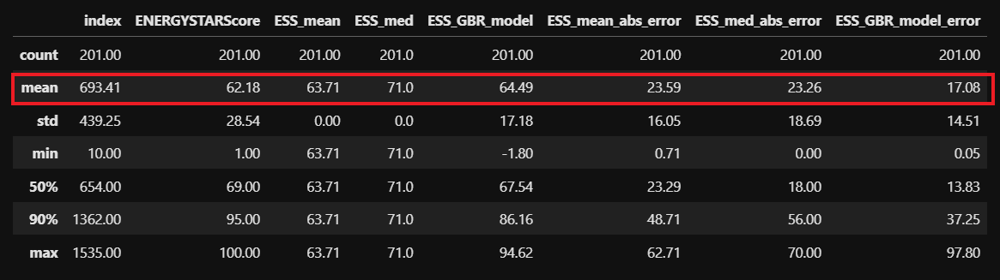 index ENERGYSTARScore ESS_mean ESS_med ESS_GBR_model ESS_mean_abs_error ESS_med_abs_error ESS_GBR_model_error
count 201.00 201.00 201.00 201.0 201.00 201.00 201.00 201.00
mean 693.41 62.18 63.71 71.0 64.49 23.59 23.26 17.08
std 439.25 28.54 0.00 0.0 17.18 16.05 18.69 14.51
min 10.00 1.00 63.71 71.0 -1.80 0.71 0.00 0.05
50% 654.00 69.00 63.71 71.0 67.54 23.29 18.00 13.83
90% 1362.00 95.00 63.71 71.0 86.16 48.71 56.00 37.25
max 1535.00 100.00 63.71 71.0 94.62 62.71 70.00 97.80